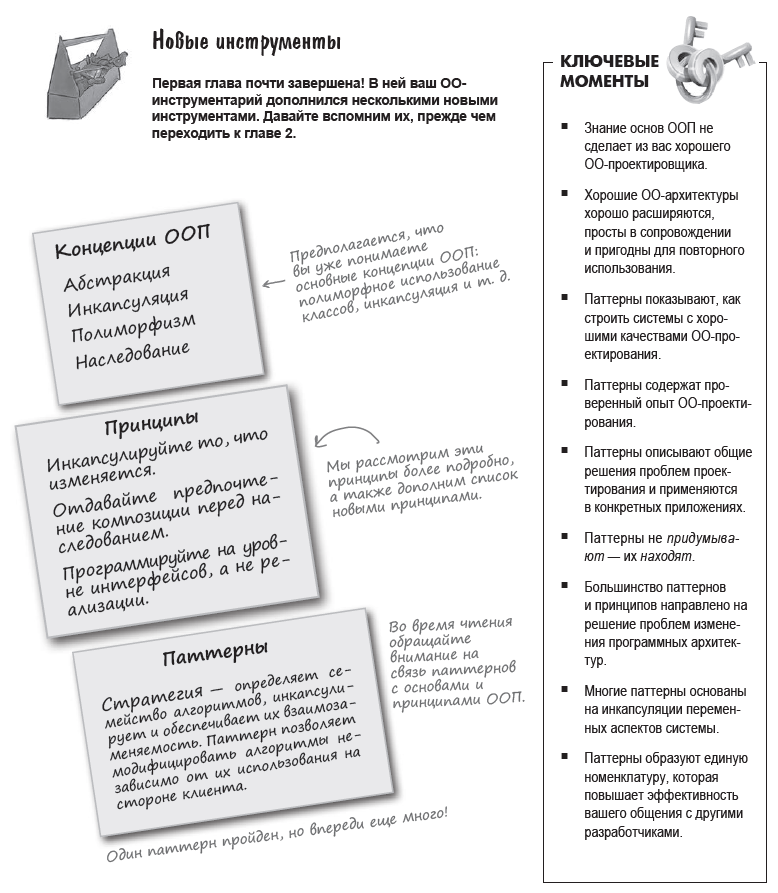 Новые инструменты
Первая глава почти завершена! В ней ваш ОО-
инструментарий дополнился несколькими новыми
инструментами. Давайте вспомним их, прежде чем
переходить к главе 2.
Концепции ООП
Абстракция
Инкапсуляция
Полиморфизм
Наследование
Предполагается, что
вы уже понимаете
основные концепции ООП:
полиморфное использование
классов, инкапсуляция и т. д.
Принципы
Инкапсулируйте то, что
изменяется.
Отдавайте предпочте-
ние композиции перед на-
следованием.
Программируйте на уров-
не интерфейсов, а не ре-
ализации.
Мы рассмотрим эти
принципы более подробно,
а также дополним список
новыми принципами.
Паттерны
Стратегия — определяет се-
мейство алгоритмов, инкапсули-
рует и обеспечивает их взаимоза-
меняемость. Паттерн позволяет
модифицировать алгоритмы не-
зависимо от их использования на
стороне клиента.
Во время чтения
обращайте
внимание на
связь паттернов
с основами и
принципами ООП.
Один паттерн пройден, но впереди еще много!
КЛЮЧЕВЫЕ
МОМЕНТЫ
▪ Знание основ ООП не
сделает из вас хорошего
ОО-проектировщика.
▪ Хорошие ОО-архитектуры
хорошо расширяются,
просты в сопровождении
и пригодны для повторного
использования.
▪ Паттерны показывают, как
строить системы с хоро-
шими качествами ОО-про-
ектирования.
▪ Паттерны содержат про-
веренный опыт ОО-проекти-
рования.
▪ Паттерны описывают общие
решения проблем проек-
тирования и применяются
в конкретных приложениях.
▪ Паттерны не придумыва-
ют — их находят.
▪ Большинство паттернов
и принципов направлено на
решение проблем измене-
ния программных архитек-
тур.
▪ Многие паттерны основаны
на инкапсуляции перемен-
ных аспектов системы.
▪ Паттерны образуют единую
номенкпатуру, которая
повышает эффективность
вашего общения с другими
разработчиками.